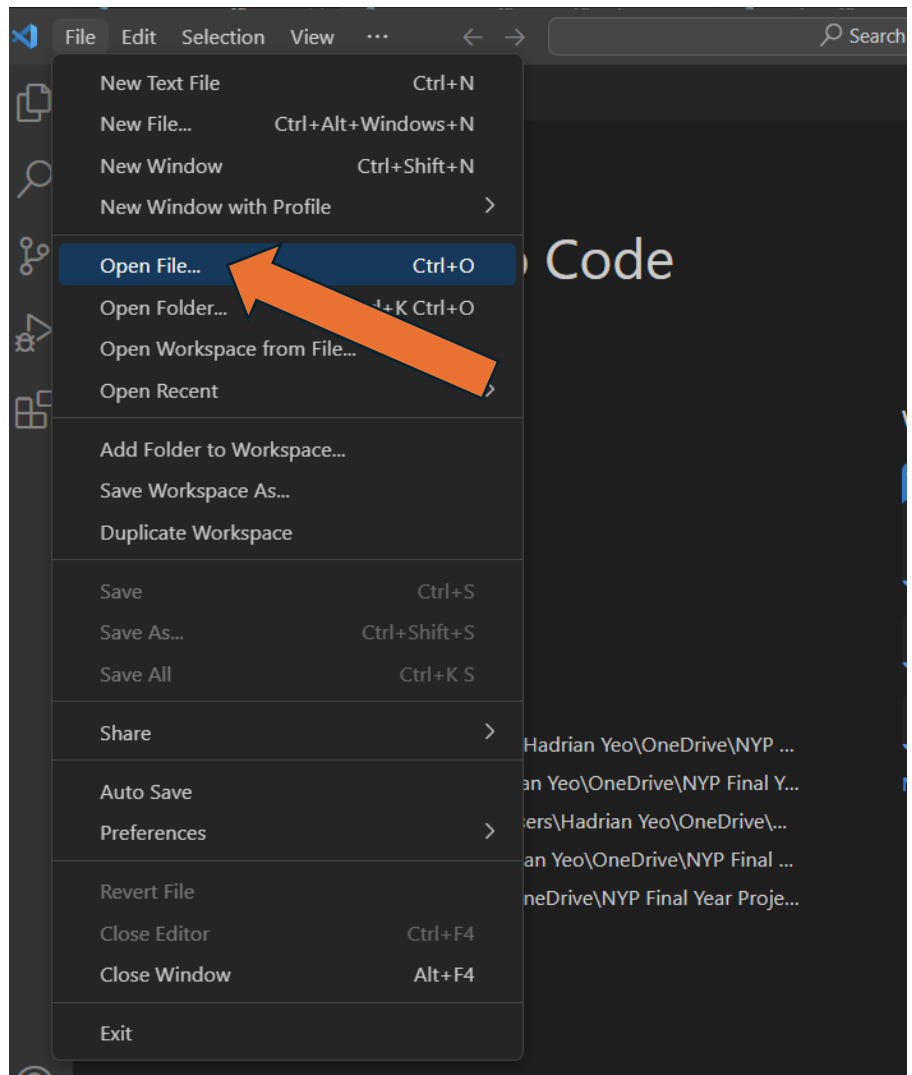 File Edit Selection View ··· Search
New Text File Ctrl+N
New File... Ctrl+Alt+Windows+N
New Window Ctrl+Shift+N
New Window with Profile
Open File... Ctrl+O
Code
Open Folder... Ctrl+O
Open Workspace from File...
Open Recent
Add Folder to Workspace...
Save Workspace As...
Duplicate Workspace
Save Ctrl+S
Save As... Ctrl+Shift+S
Save All Ctrl+K S
Share
Hadrian Yeo\OneDrive\NYP ...
Auto Save
an Yeo\OneDrive\NYP Final Y...
Preferences
ers\Hadrian Yeo\OneDrive\...
an Yeo\OneDrive\NYP Final ...
Revert File
neDrive\NYP Final Year Proje...
Close Editor Ctrl+F4
Close Window Alt+F4
Exit